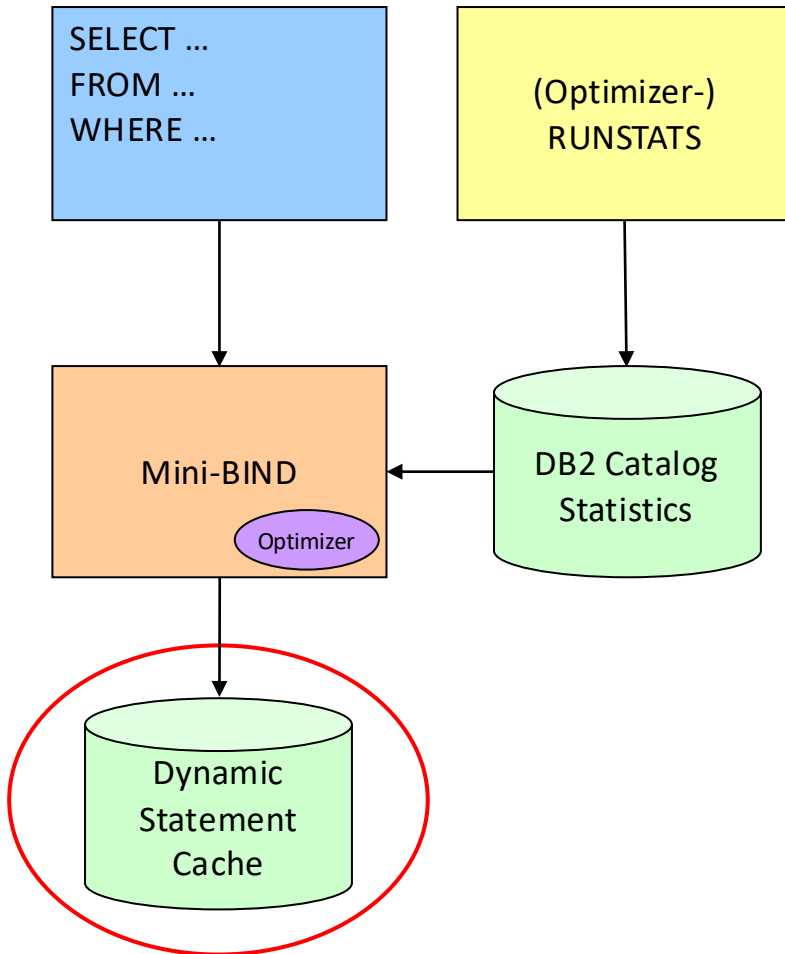 SELECT …
FROM …
WHERE …
(Optimizer-)
RUNSTATS
Mini-BIND
Optimizer
DB2 Catalog
Statistics
Dynamic
Statement
Cache